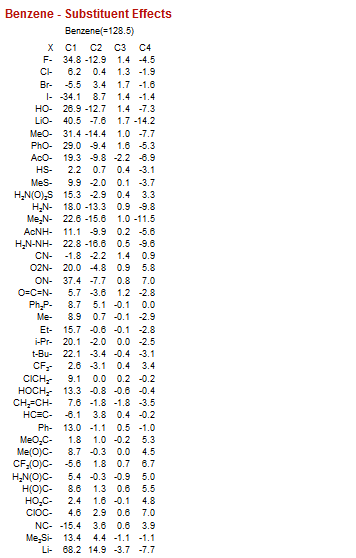 Benzene - Substituent Effects
Benzene(=128.5)
X C1 C2 C3 C4
F- 34.8 -12.9 1.4 -4.5
Cl- 6.2 0.4 1.3 -1.9
Br- -5.5 3.4 1.7 -1.6
I- -34.1 8.7 1.4 -1.4
HO- 26.9 -12.7 1.4 -7.3
LiO- 40.5 -7.6 1.7 -14.2
MeO- 31.4 -14.4 1.0 -7.7
PhO- 29.0 -9.4 1.6 -5.3
AcO- 19.3 -9.8 -2.2 -6.9
HS- 2.2 0.7 0.4 -3.1
MeS- 9.9 -2.0 0.1 -3.7
H₂N(O)₂S 15.3 -2.9 0.4 3.3
H₂N- 18.0 -13.3 0.9 -9.8
Me₂N- 22.6 -15.6 1.0 -11.5
AcNH- 11.1 -9.9 0.2 -5.6
H₂N-NH- 22.8 -16.6 0.5 -9.6
CN- -1.8 -2.2 1.4 0.9
O2N- 20.0 -4.8 0.9 5.8
ON- 37.4 -7.7 0.8 7.0
O=C=N- 5.7 -3.6 1.2 -2.8
Ph₂P- 8.7 5.1 -0.1 0.0
Me- 8.9 0.7 -0.1 -2.9
Et- 15.7 -0.6 -0.1 -2.8
i-Pr- 20.1 -2.0 0.0 -2.5
t-Bu- 22.1 -3.4 -0.4 -3.1
CF₃- 2.6 -3.1 0.4 3.4
ClCH₂- 9.1 0.0 0.2 -0.2
HOCH₂- 13.3 -0.8 -0.6 -0.4
CH₂=CH- 7.6 -1.8 -1.8 -3.5
HC≡C- -6.1 3.8 0.4 -0.2
Ph- 13.0 -1.1 0.5 -1.0
MeO₂C- 1.8 1.0 -0.2 5.3
Me(O)C- 8.7 -0.3 0.0 4.5
CF₃(O)C- -5.6 1.8 0.7 6.7
H₂N(O)C- 5.4 -0.3 -0.9 5.0
H(O)C- 8.6 1.3 0.6 5.5
HO₂C- 2.4 1.6 -0.1 4.8
ClOC- 4.6 2.9 0.6 7.0
NC- -15.4 3.6 0.6 3.9
Me₃Si- 13.4 4.4 -1.1 -1.1
Li- 68.2 14.9 -3.7 -7.7